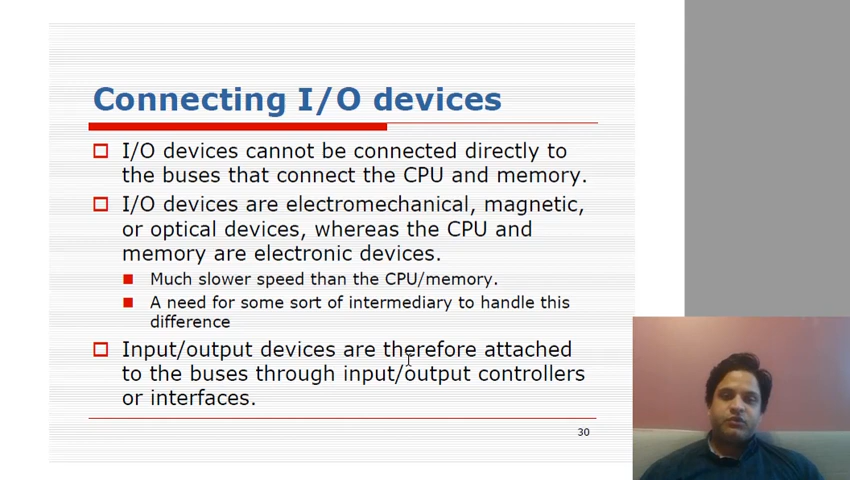 Connecting I/O devices
I/O devices cannot be connected directly to
the buses that connect the CPU and memory.
I/O devices are electromechanical, magnetic,
or optical devices, whereas the CPU and
memory are electronic devices.
Much slower speed than the CPU/memory.
A need for some sort of intermediary to handle this
difference
Input/output devices are therefore attached
to the buses through input/output controllers
or interfaces.
30